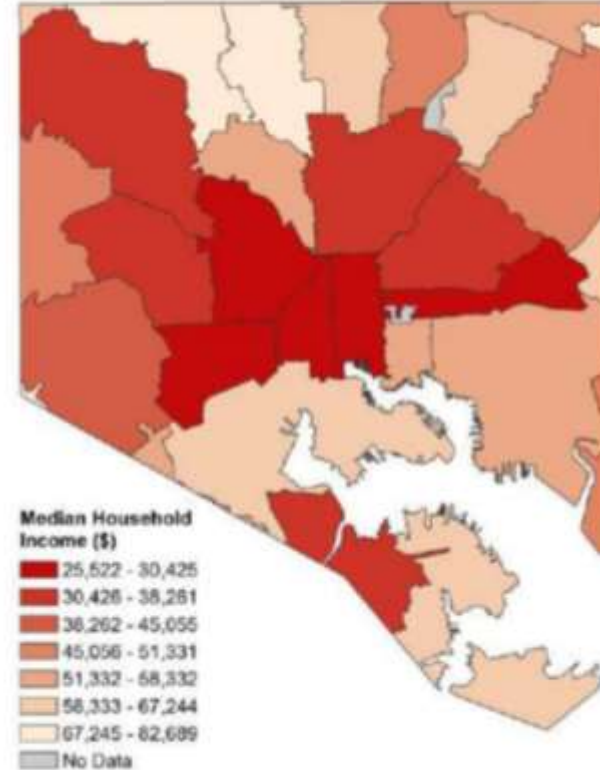 Median Household
Income ($)
25,522 - 30,425
30,426 - 38,261
38,262 - 45,055
45,056 - 51,331
51,332 - 58,332
58,333 - 67,244
67,245 - 82,689
No Data